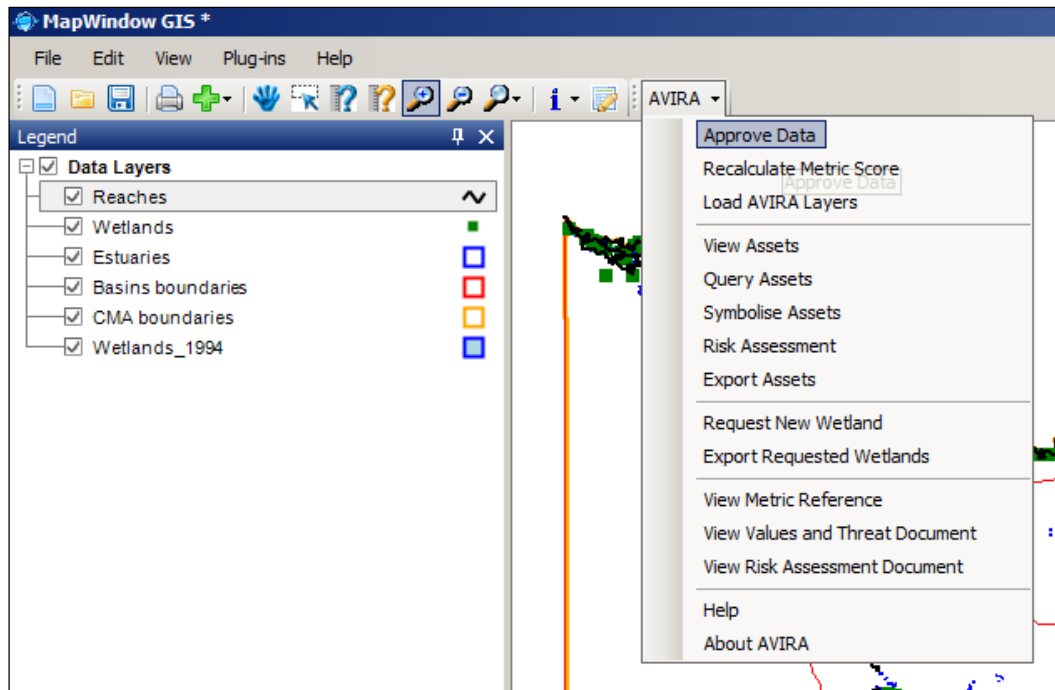 MapWindow GIS *
File Edit View Plug-ins Help
AVIRA
Legend
Data Layers
Reaches
Wetlands
Estuaries
Basins boundaries
CMA boundaries
Wetlands_1994
Approve Data
Recalculate Metric Score
Approve Data
Load AVIRA Layers
View Assets
Query Assets
Symbolise Assets
Risk Assessment
Export Assets
Request New Wetland
Export Requested Wetlands
View Metric Reference
View Values and Threat Document
View Risk Assessment Document
Help
About AVIRA